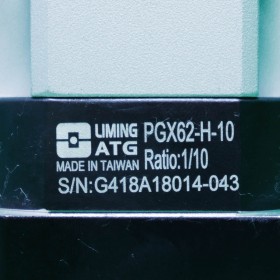 LIMING PGX62-H-10
ATG
MADE IN TAIWAN Ratio:1/10
S/N:G418A18014-043